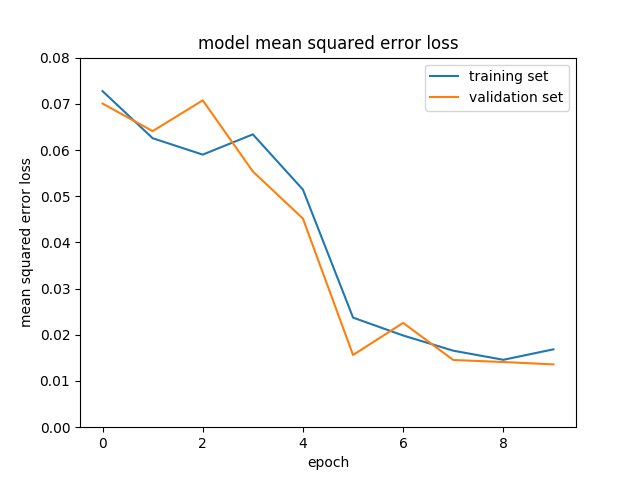 model mean squared error loss
0.08
0.07
0.06
0.05
0.04
0.03
0.02
0.01
0.00
mean squared error loss
training set
validation set
0 2 4 6 8
epoch